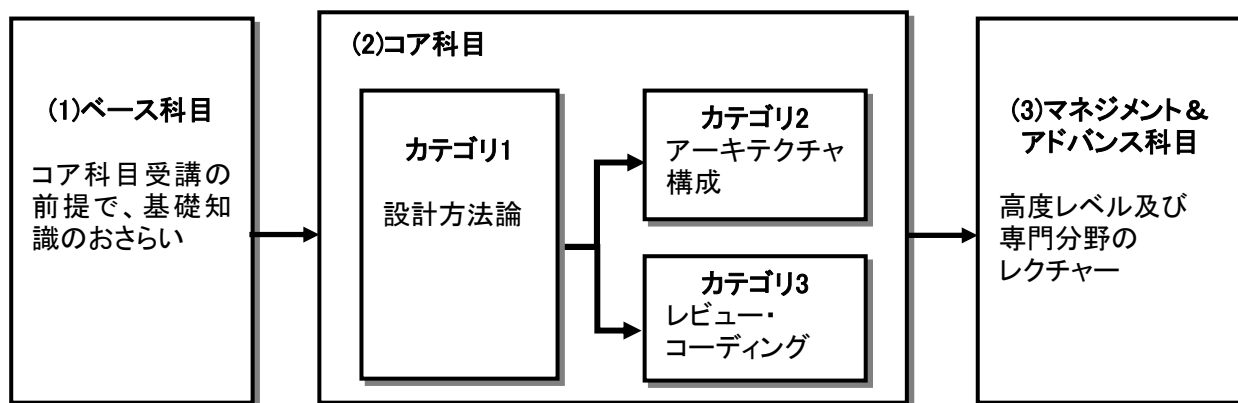 (1)ベース科目
コア科目受講の
前提で、基礎知
識のおさらい
(2)コア科目
カテゴリ1
設計方法論
カテゴリ2
アーキテクチャ
構成
カテゴリ3
レビュー・
コーディング
(3)マネジメント＆
アドバンス科目
高度レベル及び
専門分野の
レクチャー